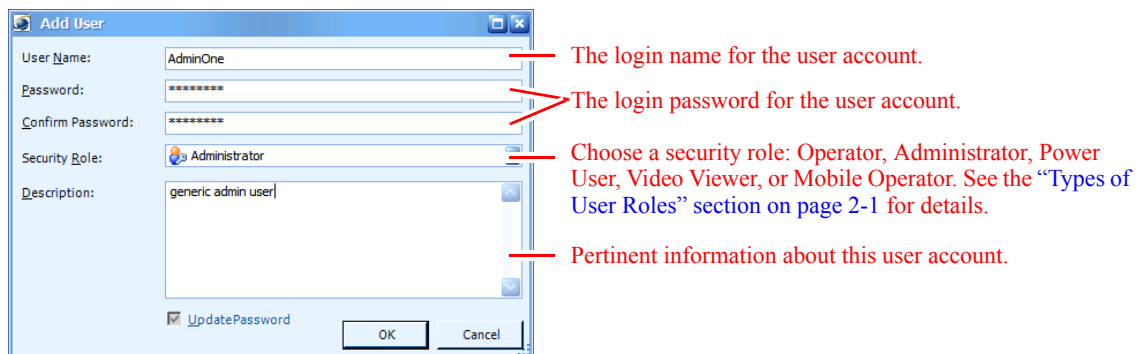 Add User
User Name:
AdminOne
The login name for the user account.
Password:
********
The login password for the user account.
Confirm Password:
********
Security Role:
Administrator
Choose a security role: Operator, Administrator, Power
User, Video Viewer, or Mobile Operator. See the “Types of
User Roles” section on page 2-1 for details.
Description:
generic admin user
Pertinent information about this user account.
UpdatePassword
OK
Cancel